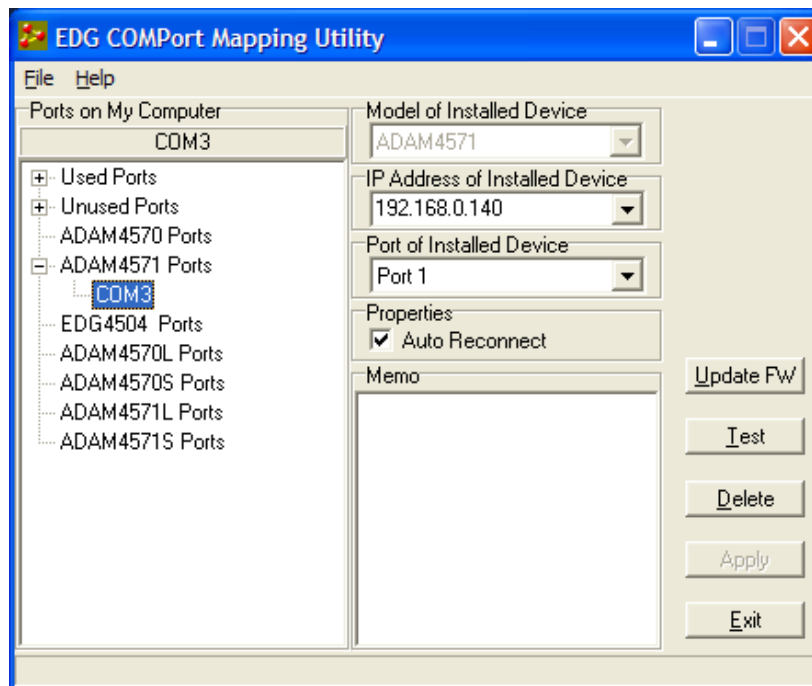 EDG COMPort Mapping Utility
File Help
Ports on My Computer
COM3
Used Ports
Unused Ports
ADAM4570 Ports
ADAM4571 Ports
COM3
EDG4504 Ports
ADAM4570L Ports
ADAM4570S Ports
ADAM4571L Ports
ADAM4571S Ports
Model of Installed Device
ADAM4571
IP Address of Installed Device
192.168.0.140
Port of Installed Device
Port 1
Properties
Auto Reconnect
Memo
Update FW
Test
Delete
Apply
Exit